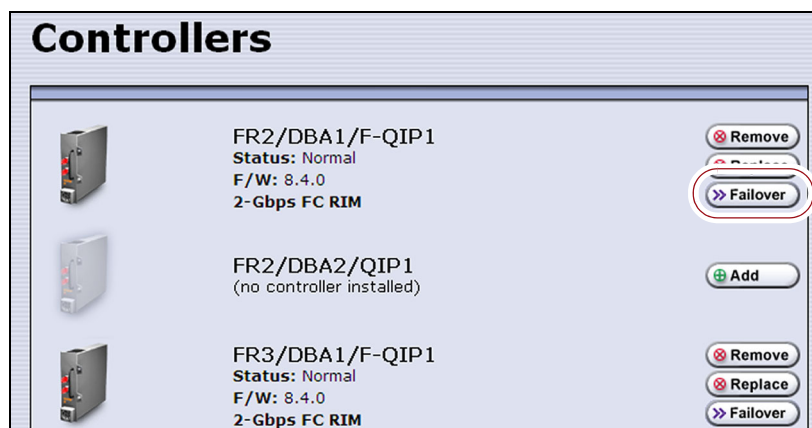 Controllers
FR2/DBA1/F-QIP1
Status: Normal
F/W: 8.4.0
2-Gbps FC RIM
Remove
Failover
FR2/DBA2/QIP1
(no controller installed)
Add
FR3/DBA1/F-QIP1
Status: Normal
F/W: 8.4.0
2-Gbps FC RIM
Remove
Replace
Failover